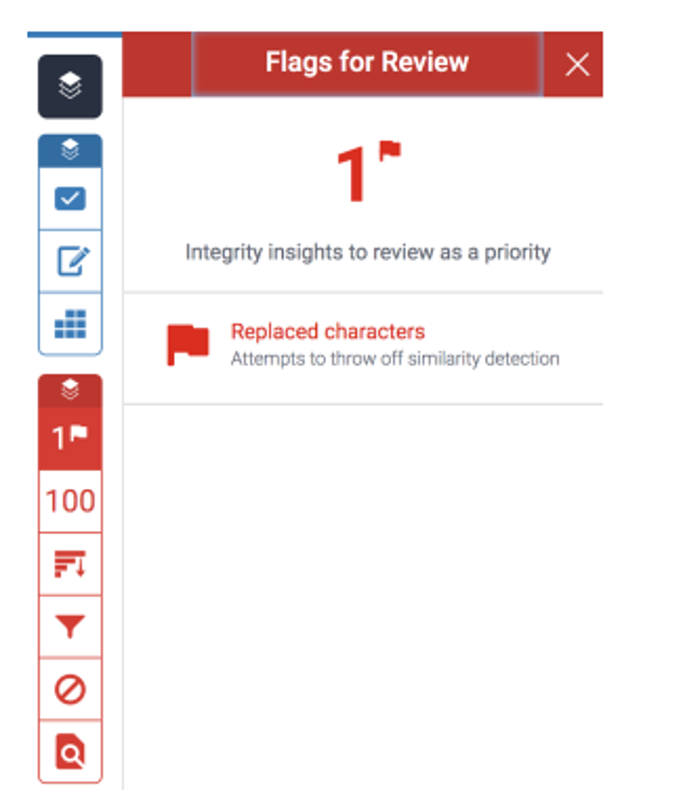 Flags for Review
1
Integrity insights to review as a priority
Replaced characters
Attempts to throw off similarity detection
1
100